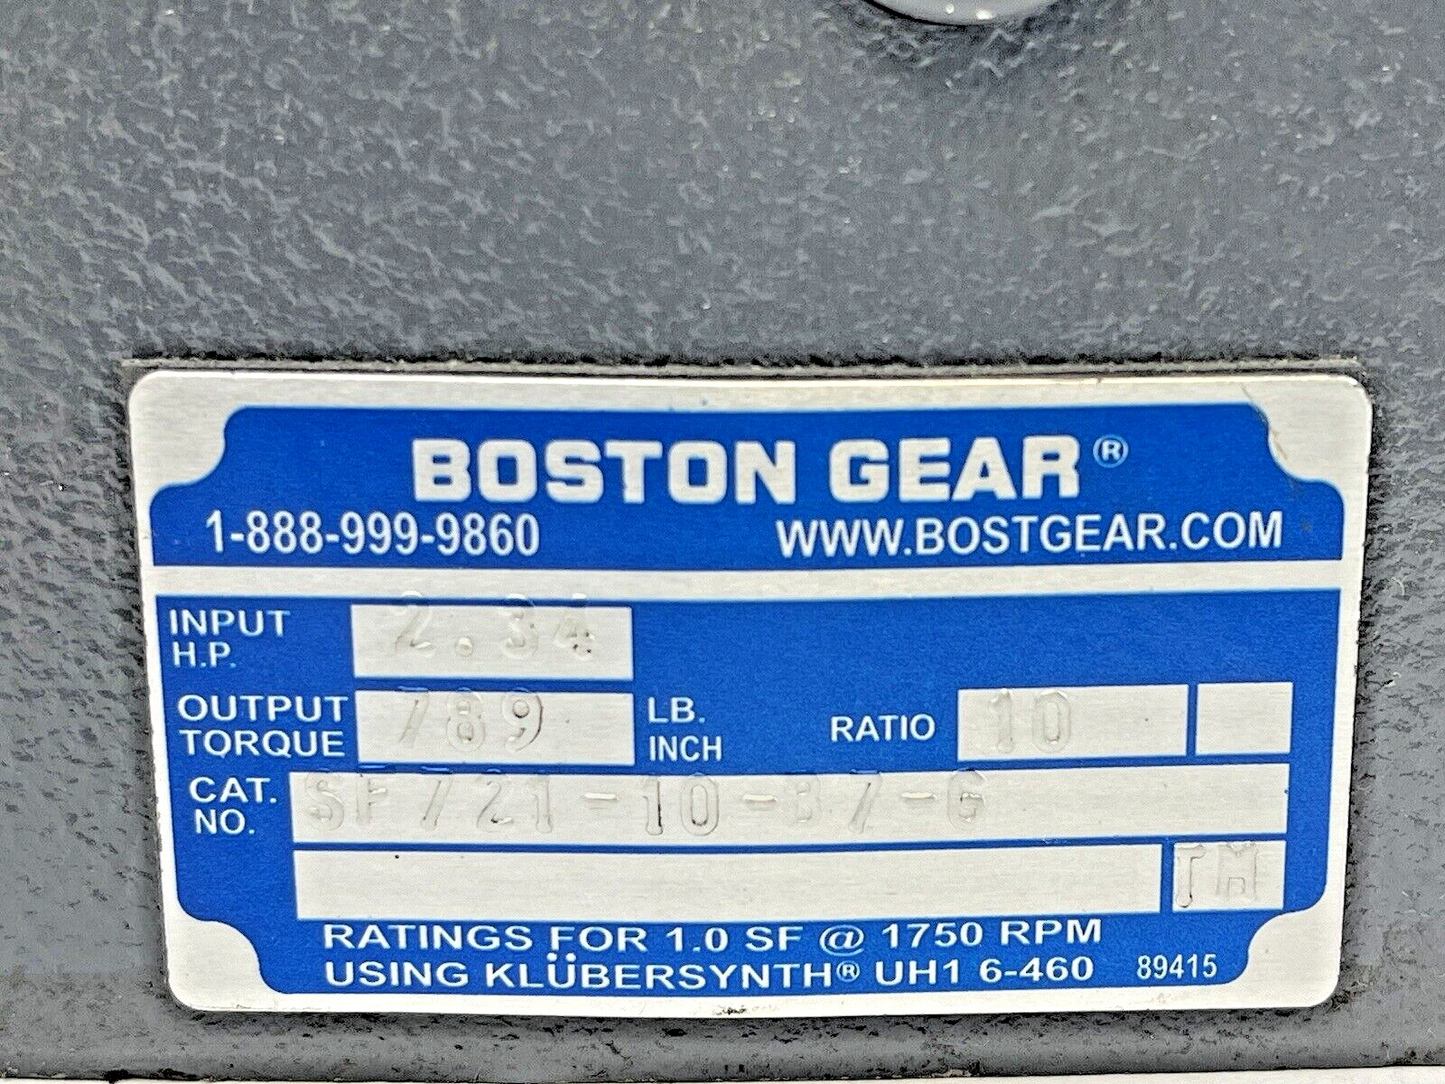 BOSTON GEAR®
1-888-999-9860 WWW.BOSTGEAR.COM
INPUT H.P. 2.34
OUTPUT TORQUE 789 LB. INCH RATIO 10
CAT. NO. SF721-10-B7-G
TM
RATINGS FOR 1.0 SF @ 1750 RPM
USING KLÜBERSYNTH® UH1 6-460 89415